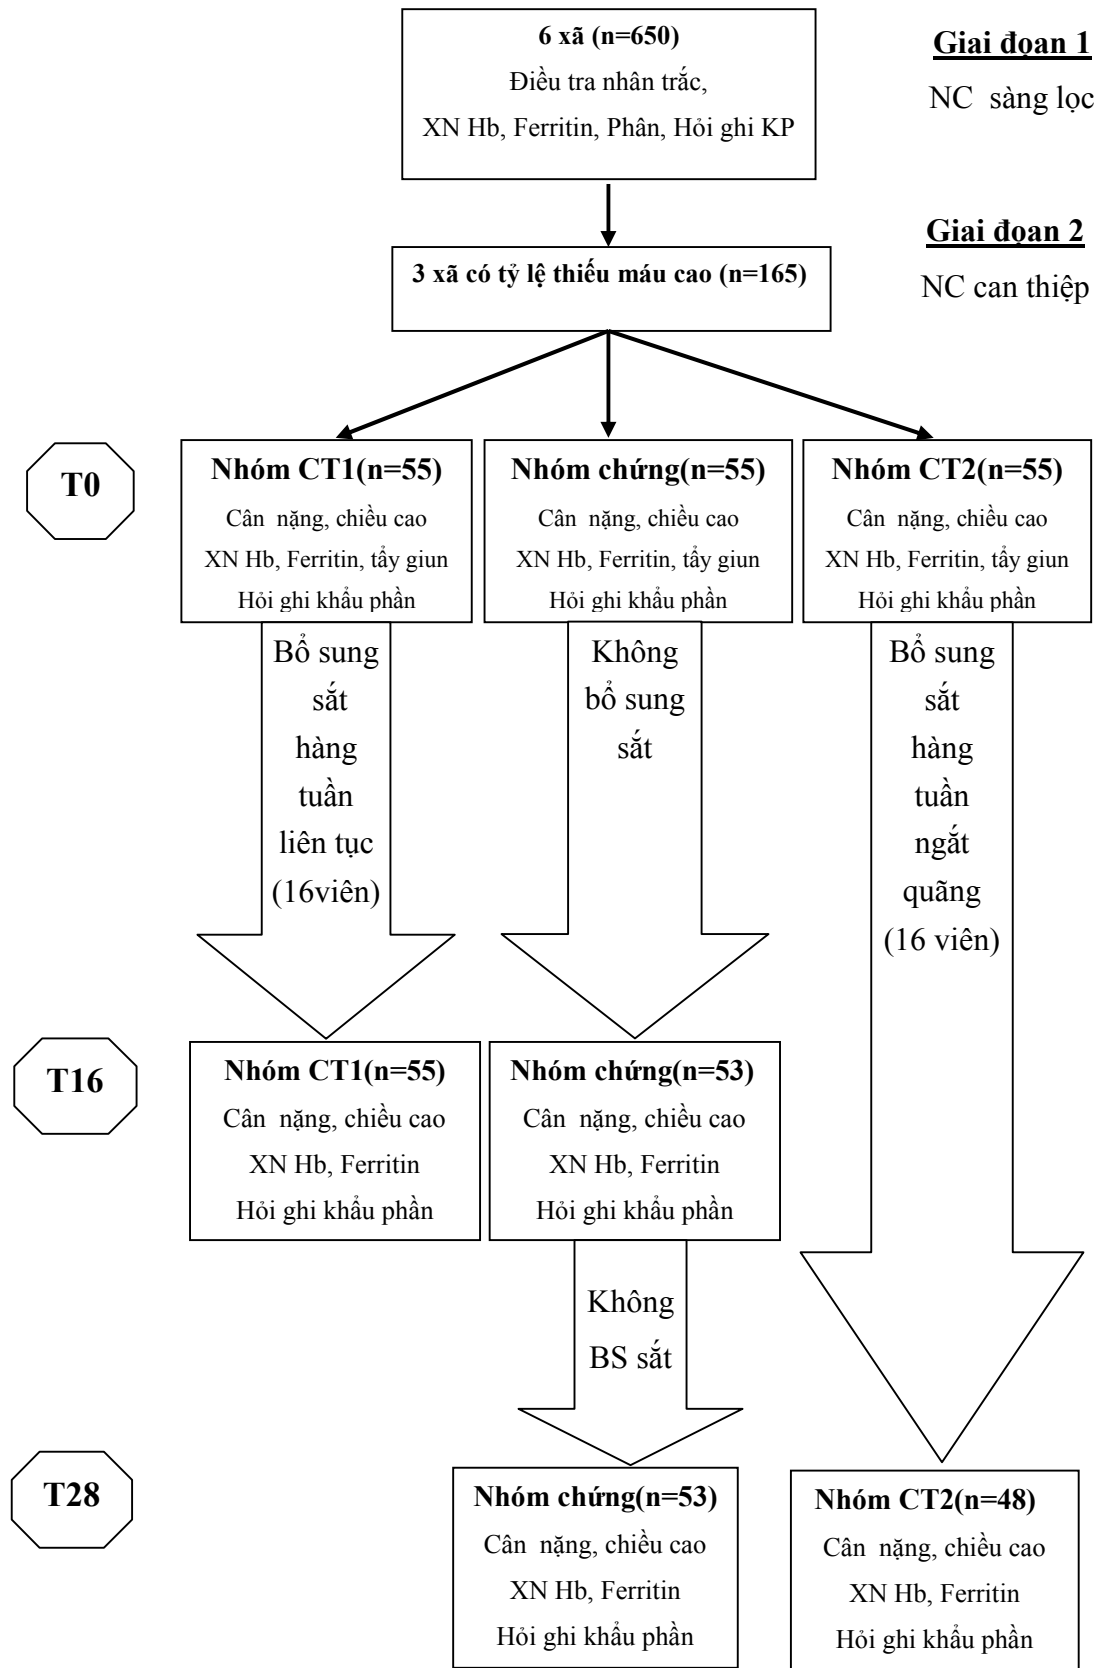 6 xã (n=650)
Điều tra nhân trắc,
XN Hb, Ferritin, Phân, Hỏi ghi KP
Giai đọan 1
NC sàng lọc
Giai đọan 2
NC can thiệp
3 xã có tỷ lệ thiếu máu cao (n=165)
T0
Nhóm CT1(n=55)
Cân nặng, chiều cao
XN Hb, Ferritin, tẩy giun
Hỏi ghi khẩu phần
Nhóm chứng(n=55)
Cân nặng, chiều cao
XN Hb, Ferritin, tẩy giun
Hỏi ghi khẩu phần
Nhóm CT2(n=55)
Cân nặng, chiều cao
XN Hb, Ferritin, tẩy giun
Hỏi ghi khẩu phần
Bổ sung
sắt
hàng
tuần
liên tục
(16viên)
Không
bổ sung
sắt
Bổ sung
sắt
hàng
tuần
ngắt
quãng
(16 viên)
T16
Nhóm CT1(n=55)
Cân nặng, chiều cao
XN Hb, Ferritin
Hỏi ghi khẩu phần
Nhóm chứng(n=53)
Cân nặng, chiều cao
XN Hb, Ferritin
Hỏi ghi khẩu phần
Không
BS sắt
T28
Nhóm chứng(n=53)
Cân nặng, chiều cao
XN Hb, Ferritin
Hỏi ghi khẩu phần
Nhóm CT2(n=48)
Cân nặng, chiều cao
XN Hb, Ferritin
Hỏi ghi khẩu phần